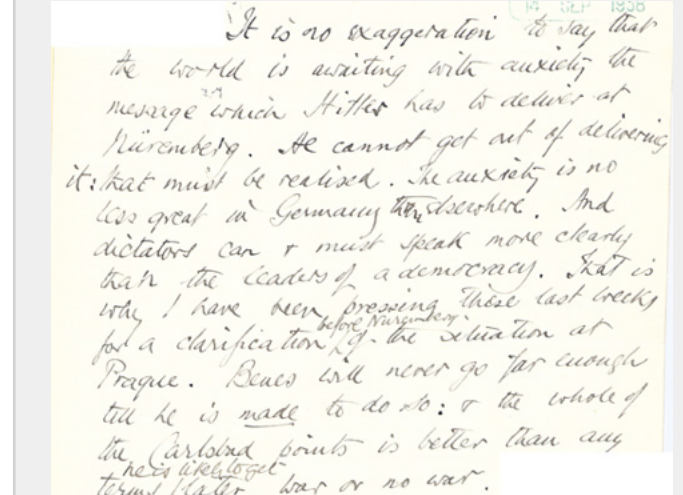 14 SEP 1938
It is no exaggeration to say that
the world is awaiting with anxiety the
message which Hitler has to deliver at
Nüremberg. He cannot get out of delivering
it: that must be realised. The anxiety is no
less great in Germany than elsewhere. And
dictators can & must speak more clearly
than the leaders of a democracy. That is
why I have been pressing these last weeks
before Nuremberg
for a clarification of the situation at
Prague. Benes will never go far enough
till he is made to do so: & the whole of
the Carlsbad points is better than any
he is likely to get
terms later war or no war.